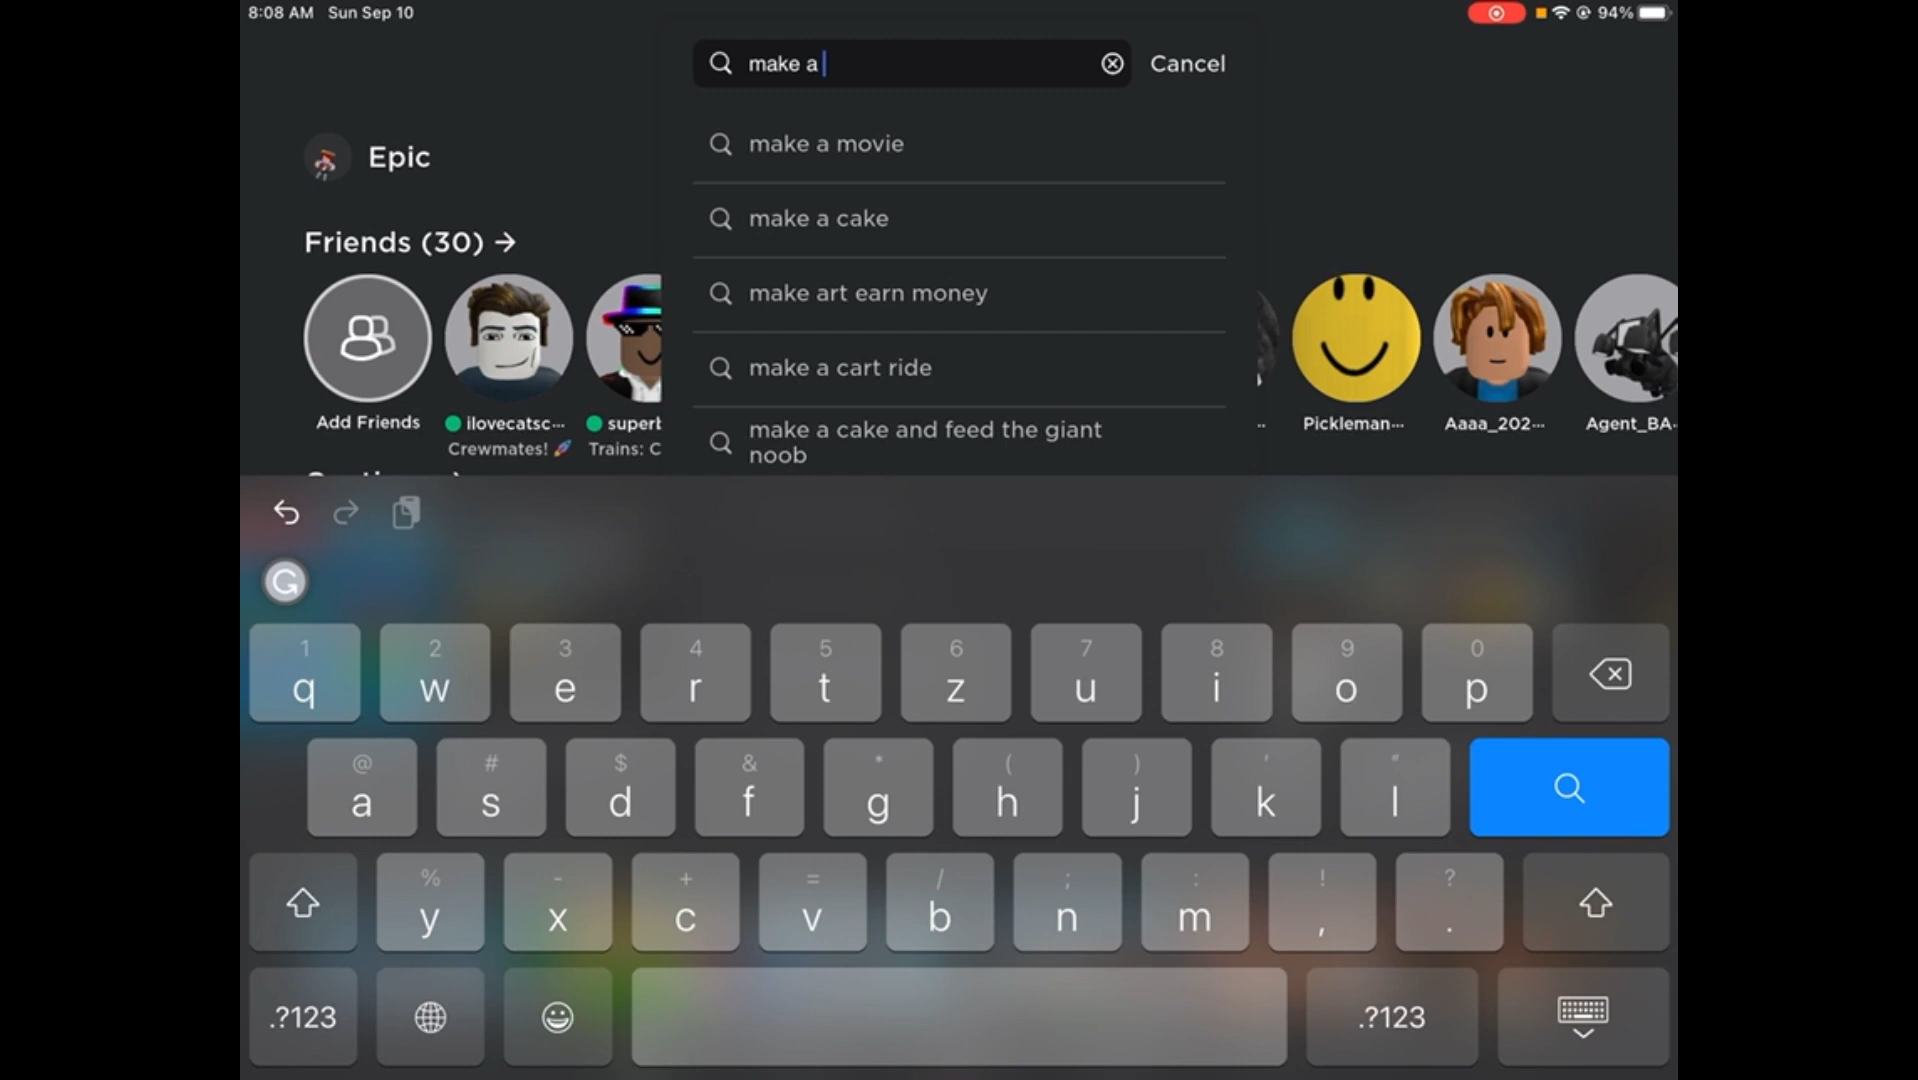 8:08 AM Sun Sep 10
94%
make a
Cancel
make a movie
Epic
make a cake
Friends (30) →
make art earn money
make a cart ride
make a cake and feed the giant
noob
Add Friends
ilovecatsc...
superb
Pickleman...
Aaaa_202...
Agent_BA
Crewmates! 🚀
Trains: C
1 2 3 4 5 6 7 8 9 0
q w e r t z u i o p
@ # $ & * ( ) ' "
a s d f g h j k l
% - + = / ; : ! ?
y x c v b n m , .
.?123
.?123